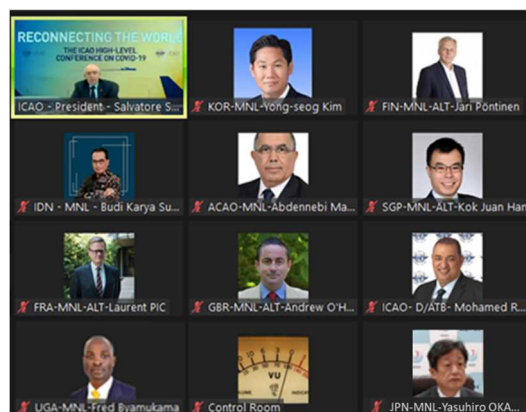 RECONNECTING THE WORLD
THE ICAO HIGH-LEVEL
CONFERENCE ON COVID-19
ICAO - President - Salvatore S...
KOR-MNL-Yong-seog Kim
FIN-MNL-ALT-Jari Pöntinen
IDN - MNL - Budi Karya Su...
ACAO-MNL-Abdennebi Ma...
SGP-MNL-ALT-Kok Juan Han
FRA-MNL-ALT-Laurent PIC
GBR-MNL-ALT-Andrew O'H...
ICAO- D/ATB- Mohamed R...
VU
UGA-MNL-Fred Byamukama
Control Room
JPN-MNL-Yasuhiro OKA...